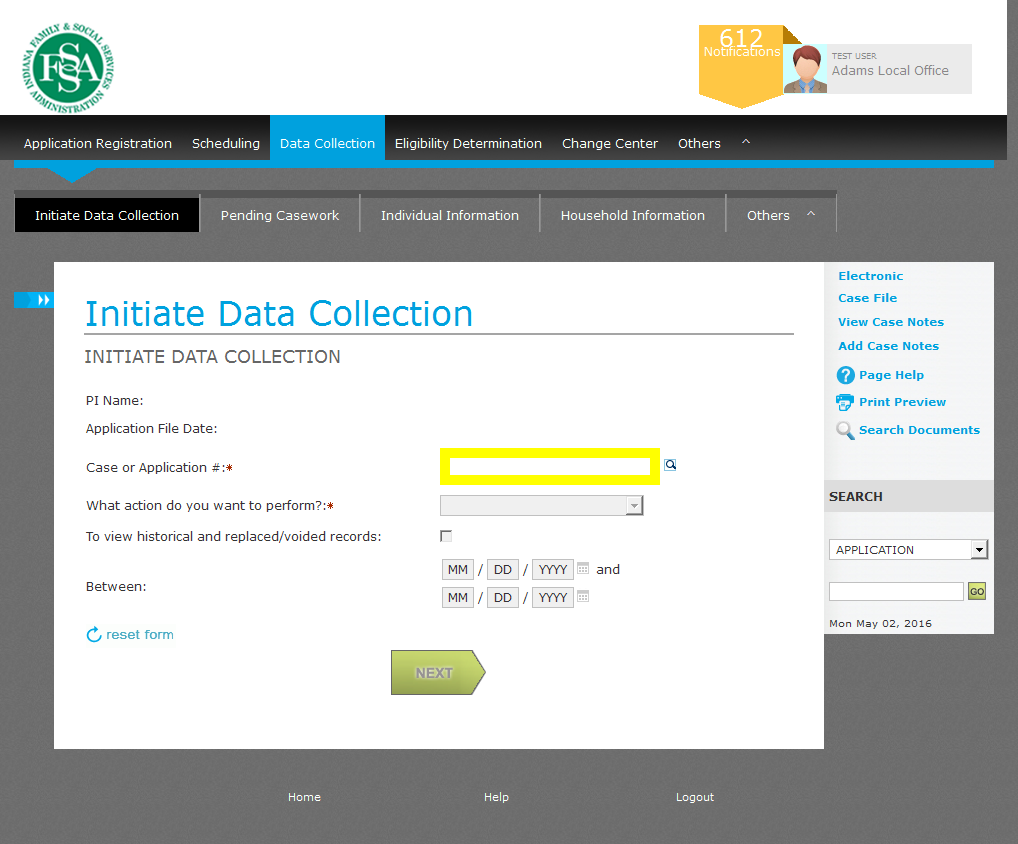 INDIANA FAMILY & SOCIAL SERVICES ADMINISTRATION
FSSA
612
Notifications
TEST USER
Adams Local Office
Application Registration Scheduling Data Collection Eligibility Determination Change Center Others
Initiate Data Collection Pending Casework Individual Information Household Information Others
Initiate Data Collection
INITIATE DATA COLLECTION
PI Name:
Application File Date:
Case or Application #:*
What action do you want to perform?:*
To view historical and replaced/voided records:
Between:
MM / DD / YYYY and
MM / DD / YYYY
reset form
NEXT
Electronic
Case File
View Case Notes
Add Case Notes
? Page Help
Print Preview
Search Documents
SEARCH
APPLICATION
GO
Mon May 02, 2016
Home Help Logout